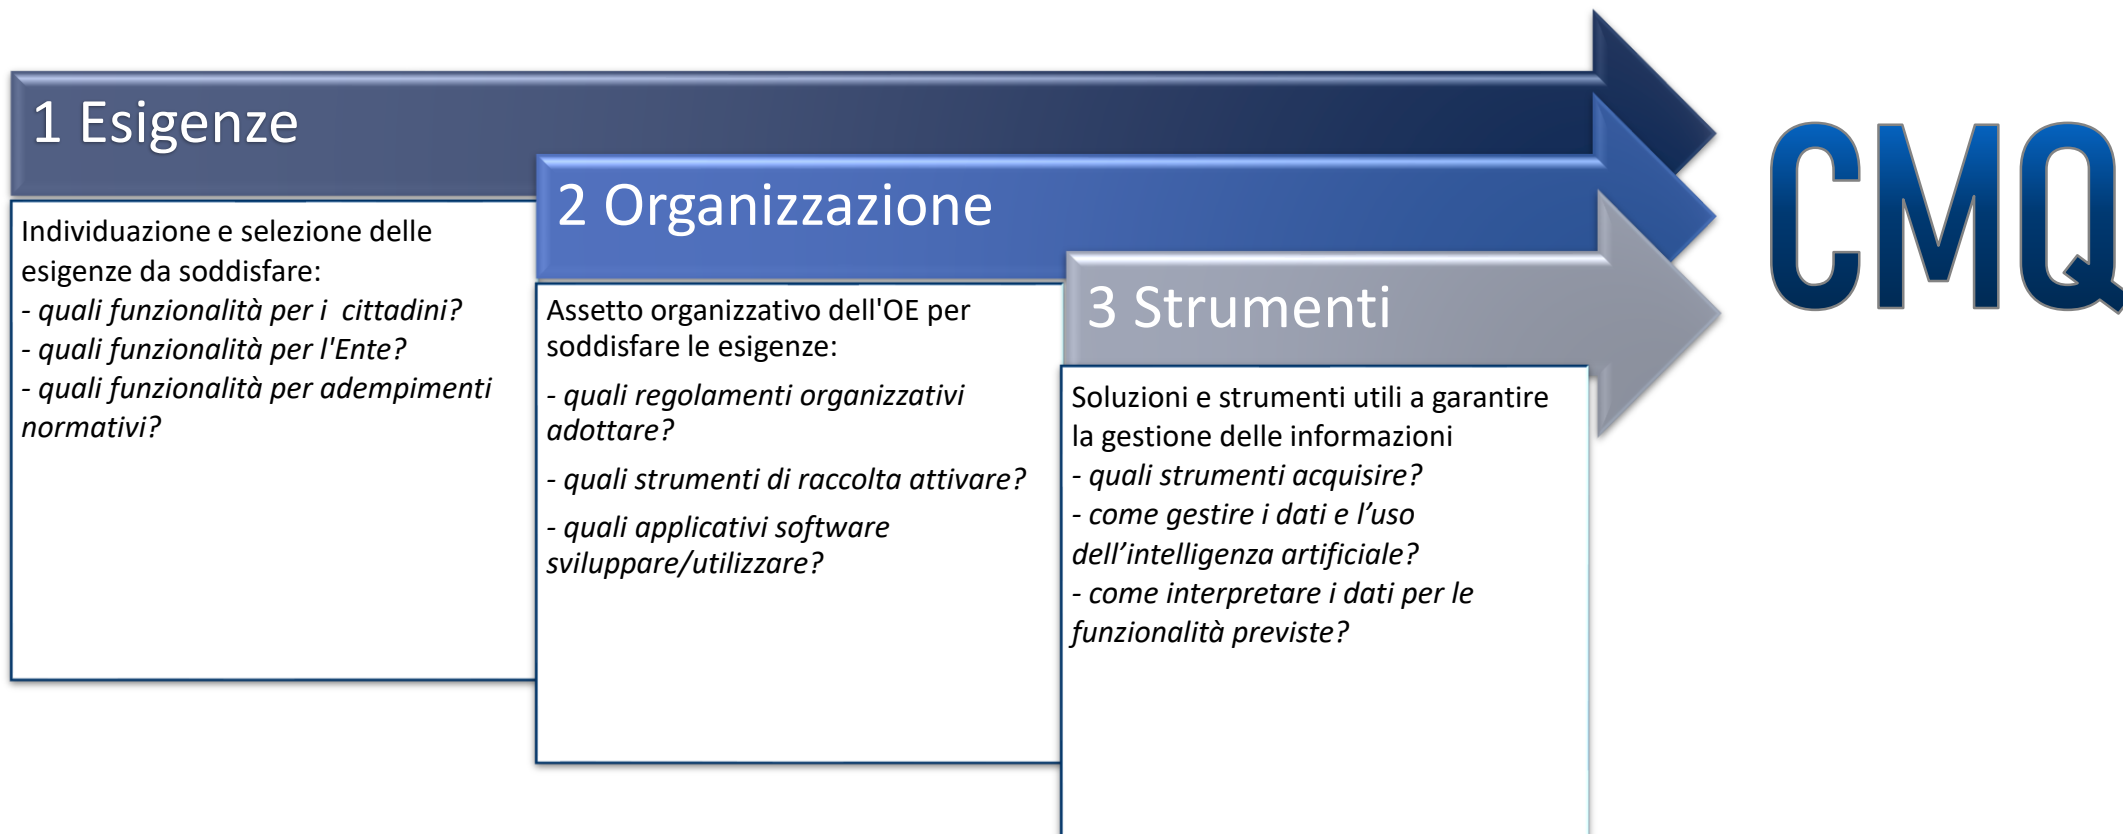 1 Esigenze
Individuazione e selezione delle
esigenze da soddisfare:
- quali funzionalità per i  cittadini?
- quali funzionalità per l'Ente?
- quali funzionalità per adempimenti
normativi?
2 Organizzazione
Assetto organizzativo dell'OE per
soddisfare le esigenze:
- quali regolamenti organizzativi
adottare?
- quali strumenti di raccolta attivare?
- quali applicativi software
sviluppare/utilizzare?
3 Strumenti
Soluzioni e strumenti utili a garantire
la gestione delle informazioni
- quali strumenti acquisire?
- come gestire i dati e l’uso
dell’intelligenza artificiale?
- come interpretare i dati per le
funzionalità previste?
CMQ